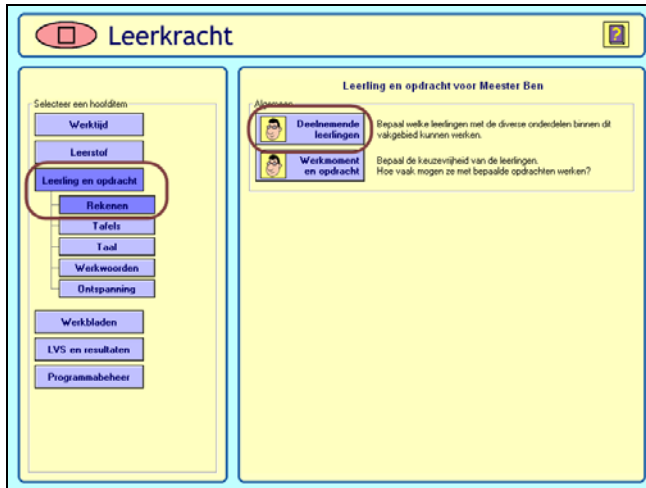 Leerkracht
Selecteer een hoofditem
Werktijd
Leerstof
Leerling en opdracht
Rekenen
Tafels
Taal
Werkwoorden
Ontspanning
Werkbladen
LVS en resultaten
Programmabeheer
Leerling en opdracht voor Meester Ben
Algemeen
Deelnemende
leerlingen
Bepaal welke leerlingen met de diverse onderdelen binnen dit
vakgebied kunnen werken.
Werkmoment
en opdracht
Bepaal de keuzevrijheid van de leerlingen.
Hoe vaak mogen ze met bepaalde opdrachten werken?